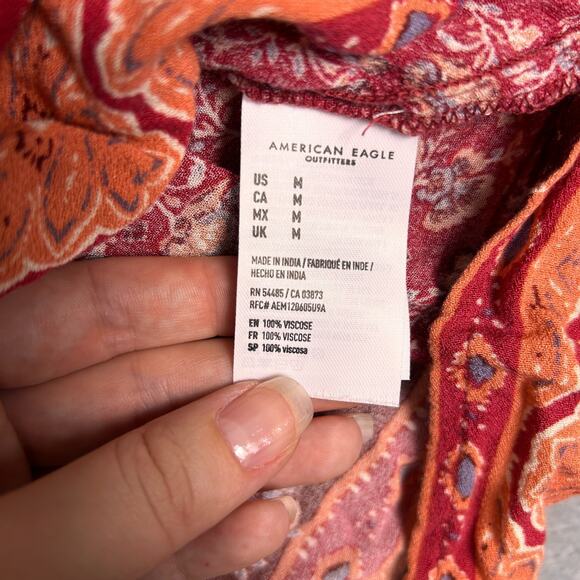 AMERICAN EAGLE
OUTFITTERS
US M
CA M
MX M
UK M
MADE IN INDIA / FABRIQUÉ EN INDE /
HECHO EN INDIA
RN 54485 / CA 03873
RFC# AEM120605U9A
EN 100% VISCOSE
FR 100% VISCOSE
SP 100% viscosa